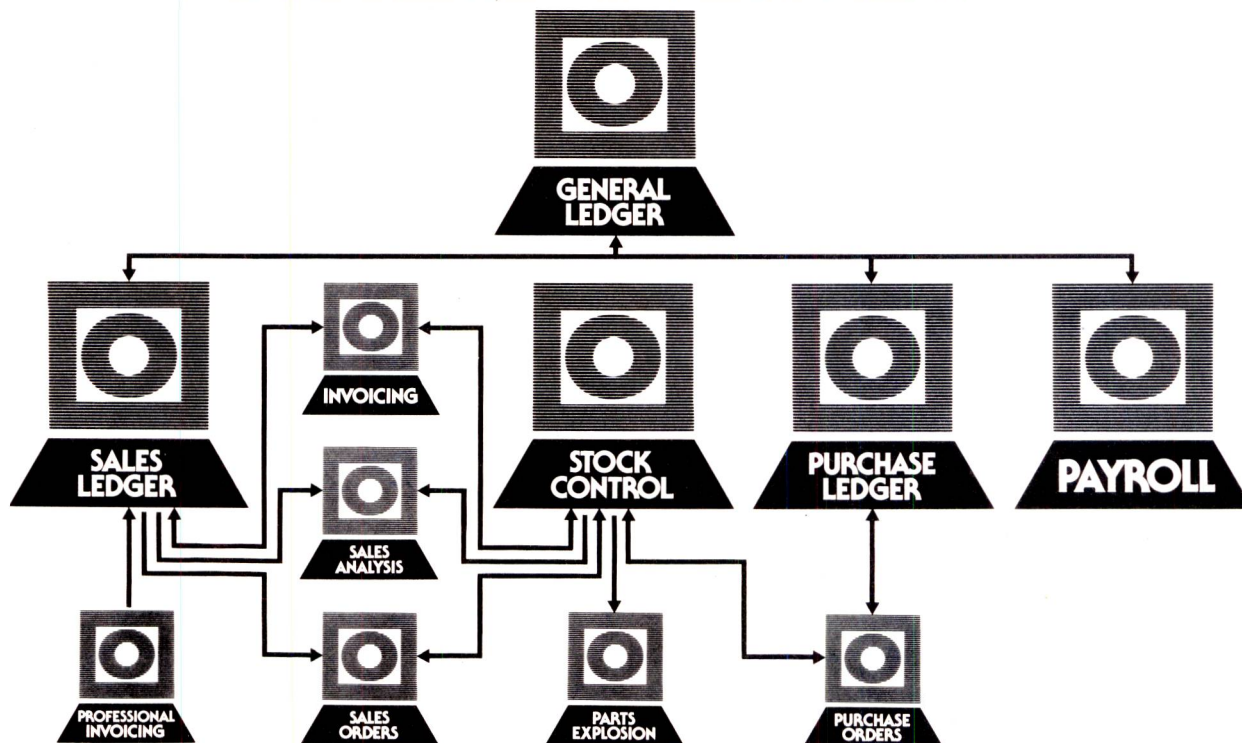 GENERAL
LEDGER
INVOICING
SALES
LEDGER
STOCK
CONTROL
PURCHASE
LEDGER
PAYROLL
SALES
ANALYSIS
PROFESSIONAL
INVOICING
SALES
ORDERS
PARTS
EXPLOSION
PURCHASE
ORDERS